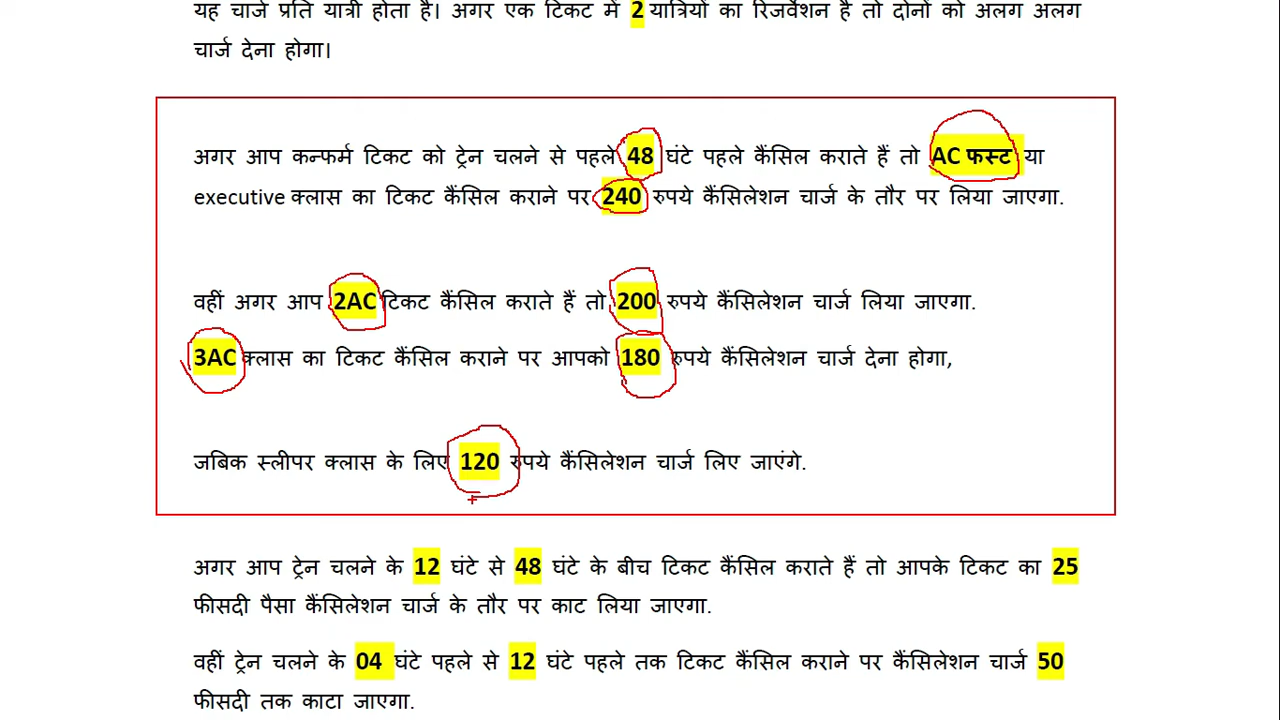 यह चार्ज प्रति यात्री होता है। अगर एक टिकट में 2 यात्रियों का रिजर्वेशन है तो दोनों को अलग अलग
चार्ज देना होगा।
अगर आप कन्फर्म टिकट को ट्रेन चलने से पहले 48 घंटे पहले कैंसिल कराते हैं तो AC फस्ट या
executive क्लास का टिकट कैंसिल कराने पर 240 रुपये कैंसिलेशन चार्ज के तौर पर लिया जाएगा.
वहीं अगर आप 2AC टिकट कैंसिल कराते हैं तो 200 रुपये कैंसिलेशन चार्ज लिया जाएगा.
3AC क्लास का टिकट कैंसिल कराने पर आपको 180 रुपये कैंसिलेशन चार्ज देना होगा,
जबकि स्लीपर क्लास के लिए 120 रुपये कैंसिलेशन चार्ज लिए जाएंगे.
अगर आप ट्रेन चलने के 12 घंटे से 48 घंटे के बीच टिकट कैंसिल कराते हैं तो आपके टिकट का 25
फीसदी पैसा कैंसिलेशन चार्ज के तौर पर काट लिया जाएगा.
वहीं ट्रेन चलने के 04 घंटे पहले से 12 घंटे पहले तक टिकट कैंसिल कराने पर कैंसिलेशन चार्ज 50
फीसदी तक काटा जाएगा.